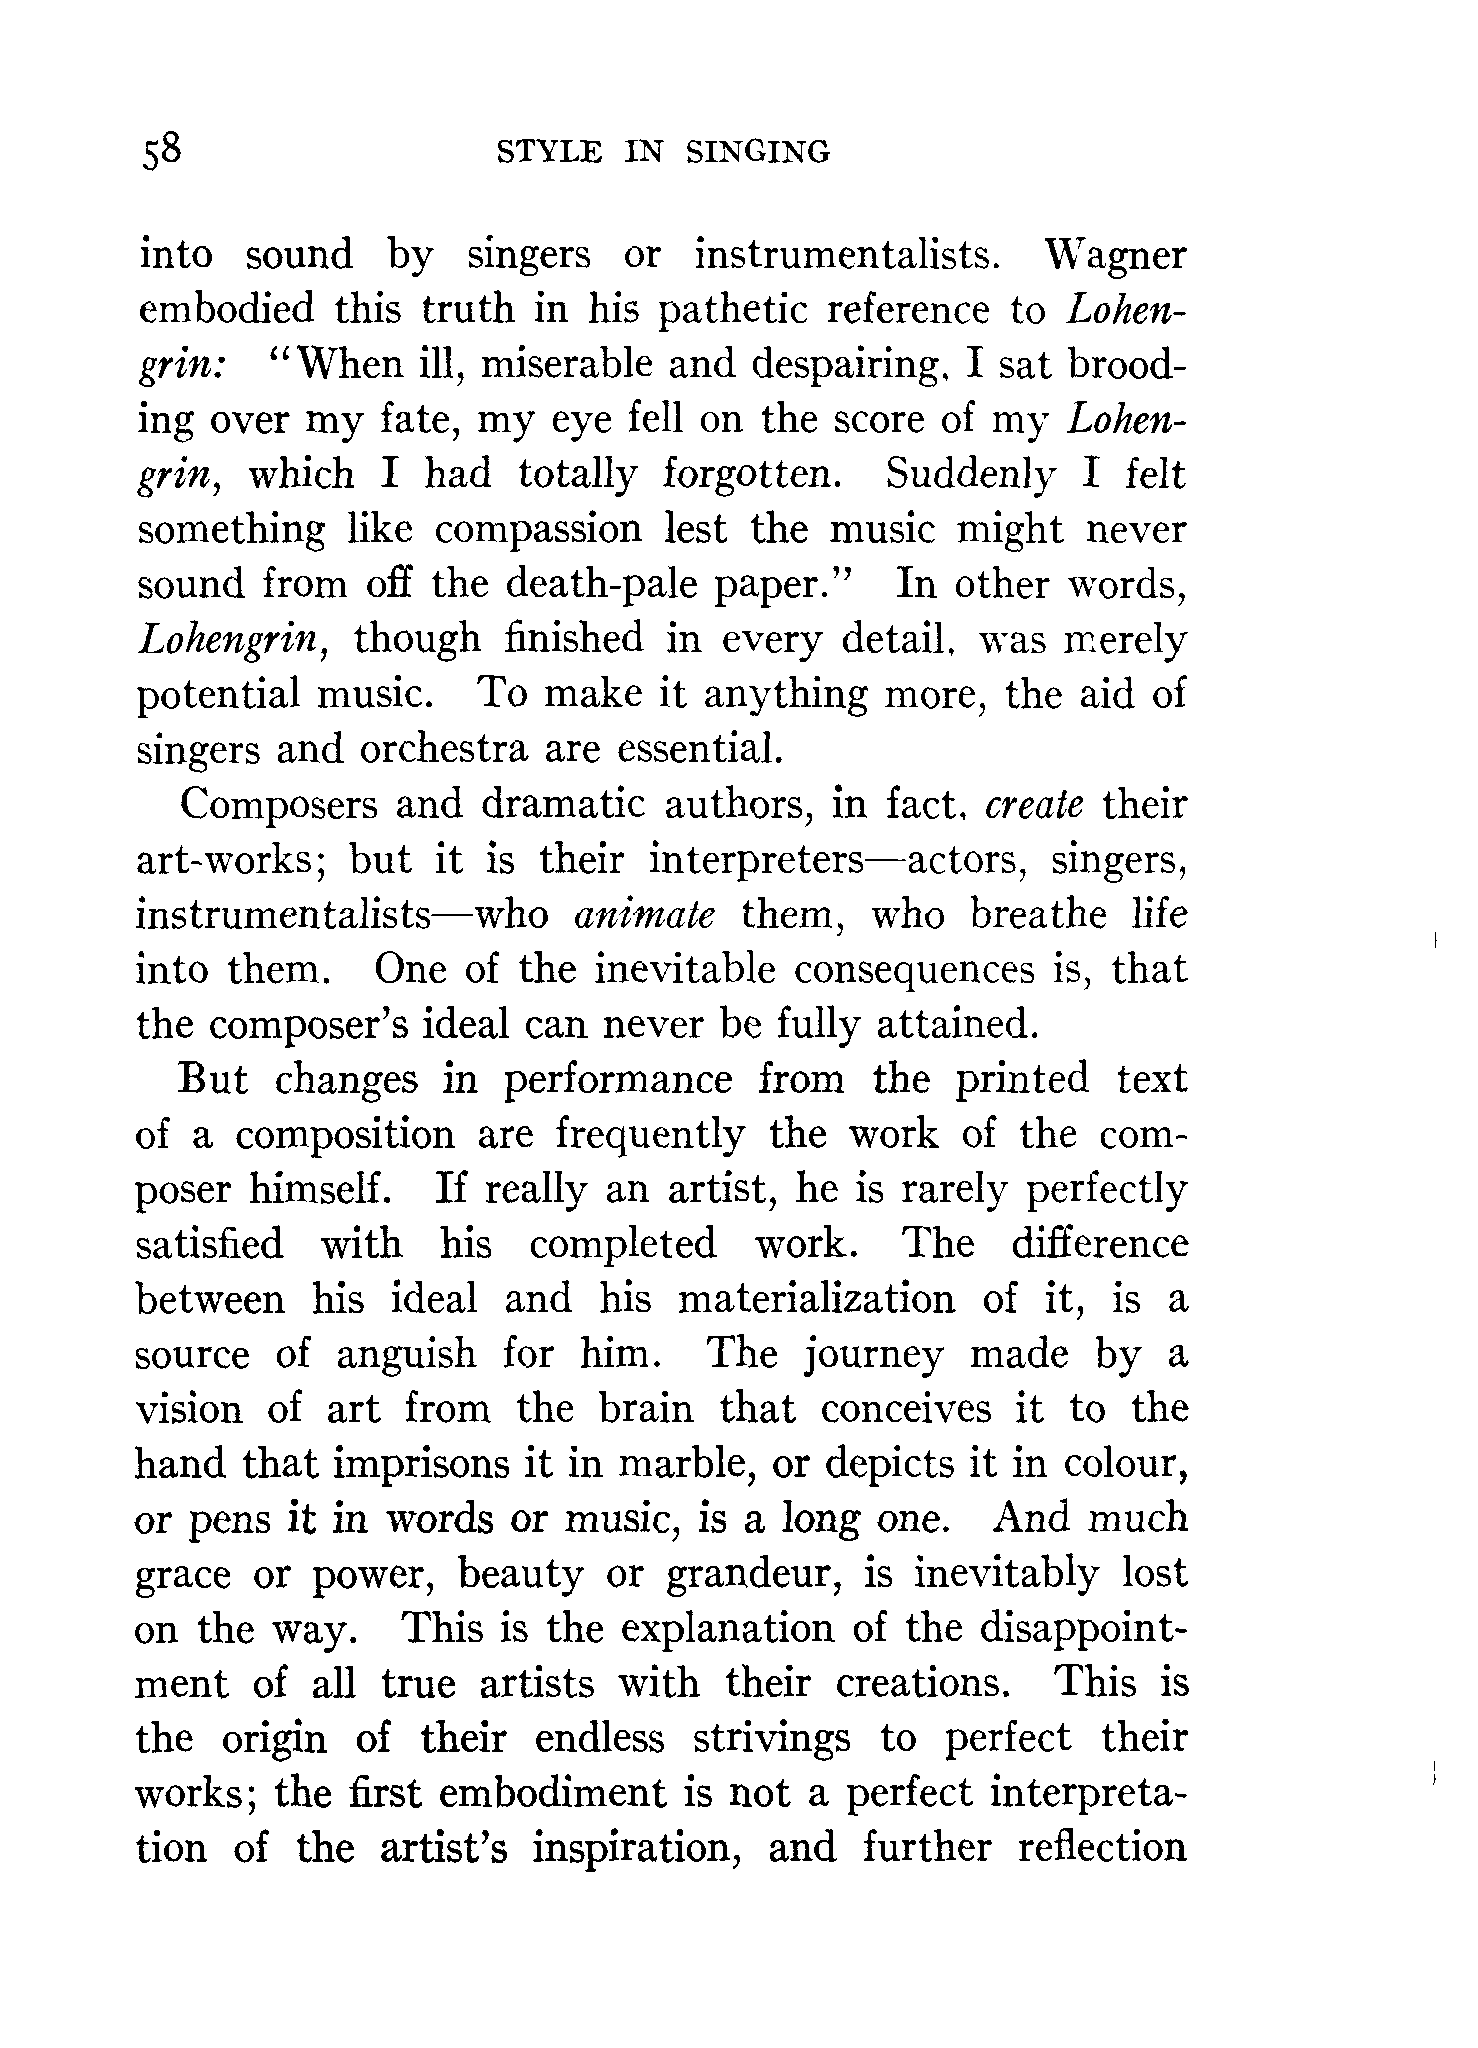 58 STYLE IN SINGING
into sound by singers or instrumentalists. Wagner
embodied this truth in his pathetic reference to Lohen-
grin: "When ill, miserable and despairing, I sat brood-
ing over my fate, my eye fell on the score of my Lohen-
grin, which I had totally forgotten. Suddenly I felt
something like compassion lest the music might never
sound from off the death-pale paper." In other words,
Lohengrin, though finished in every detail, was merely
potential music. To make it anything more, the aid of
singers and orchestra are essential.
Composers and dramatic authors, in fact, create their
art-works; but it is their interpreters—actors, singers,
instrumentalists—who animate them, who breathe life
into them. One of the inevitable consequences is, that
the composer's ideal can never be fully attained.
But changes in performance from the printed text
of a composition are frequently the work of the com-
poser himself. If really an artist, he is rarely perfectly
satisfied with his completed work. The difference
between his ideal and his materialization of it, is a
source of anguish for him. The journey made by a
vision of art from the brain that conceives it to the
hand that imprisons it in marble, or depicts it in colour,
or pens it in words or music, is a long one. And much
grace or power, beauty or grandeur, is inevitably lost
on the way. This is the explanation of the disappoint-
ment of all true artists with their creations. This is
the origin of their endless strivings to perfect their
works; the first embodiment is not a perfect interpreta-
tion of the artist's inspiration, and further reflection